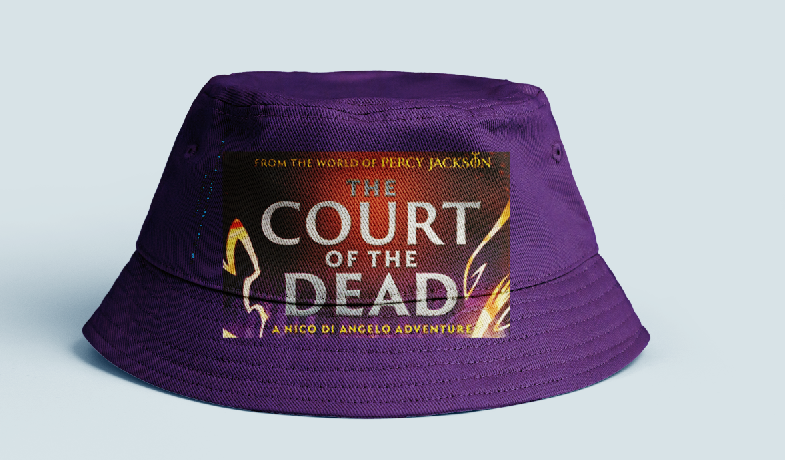 FROM THE WORLD OF PERCY JACKSON
THE
COURT
OF THE
DEAD
A NICO DI ANGELO ADVENTURE